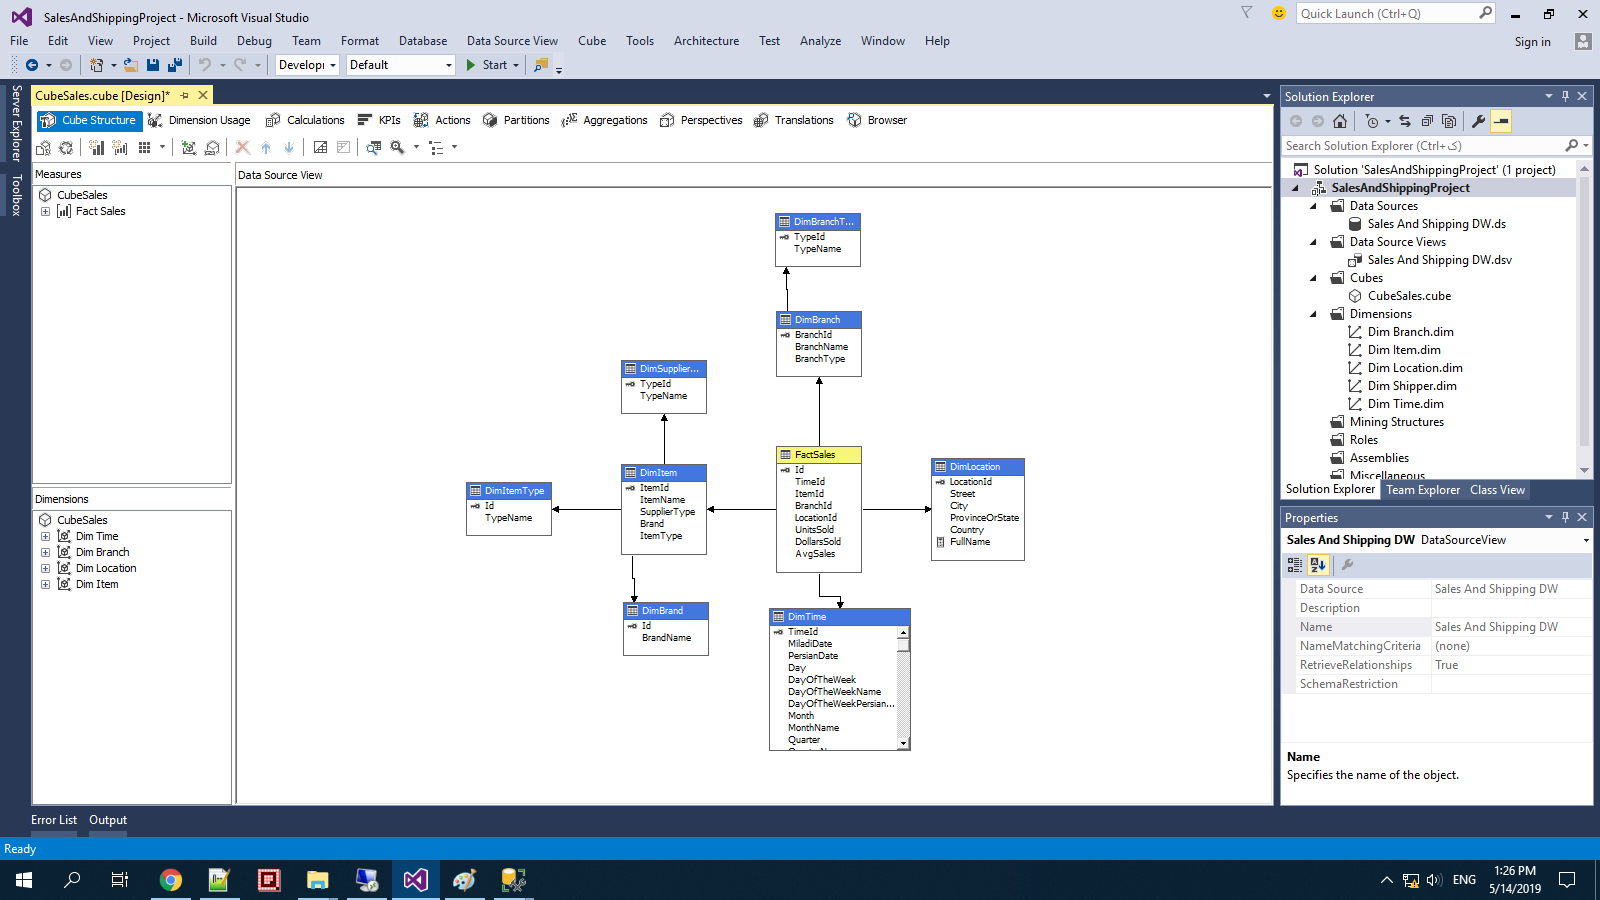 SalesAndShippingProject - Microsoft Visual Studio
Quick Launch (Ctrl+Q)
File Edit View Project Build Debug Team Format Database Data Source View Cube Tools Architecture Test Analyze Window Help
Sign in
Developı Default Start
Server Explorer
Toolbox
CubeSales.cube [Design]*
Cube Structure Dimension Usage Calculations KPIs Actions Partitions Aggregations Perspectives Translations Browser
Measures
CubeSales
Fact Sales
Dimensions
CubeSales
Dim Time
Dim Branch
Dim Location
Dim Item
Data Source View
DimBranchT...
TypeId
TypeName
DimBranch
BranchId
BranchName
BranchType
DimSupplier...
TypeId
TypeName
DimItemType
Id
TypeName
DimItem
ItemId
ItemName
SupplierType
Brand
ItemType
FactSales
Id
TimeId
ItemId
BranchId
LocationId
UnitsSold
DollarsSold
AvgSales
DimLocation
LocationId
Street
City
ProvinceOrState
Country
FullName
DimBrand
Id
BrandName
DimTime
TimeId
MiladiDate
PersianDate
Day
DayOfTheWeek
DayOfTheWeekName
DayOfTheWeekPersian...
Month
MonthName
Quarter
Solution Explorer
Search Solution Explorer (Ctrl+ک)
Solution 'SalesAndShippingProject' (1 project)
SalesAndShippingProject
Data Sources
Sales And Shipping DW.ds
Data Source Views
Sales And Shipping DW.dsv
Cubes
CubeSales.cube
Dimensions
Dim Branch.dim
Dim Item.dim
Dim Location.dim
Dim Shipper.dim
Dim Time.dim
Mining Structures
Roles
Assemblies
Miscellaneous
Solution Explorer Team Explorer Class View
Properties
Sales And Shipping DW DataSourceView
Data Source Sales And Shipping DW
Description
Name Sales And Shipping DW
NameMatchingCriteria (none)
RetrieveRelationships True
SchemaRestriction
Name
Specifies the name of the object.
Error List Output
Ready
ENG
1:26 PM
5/14/2019